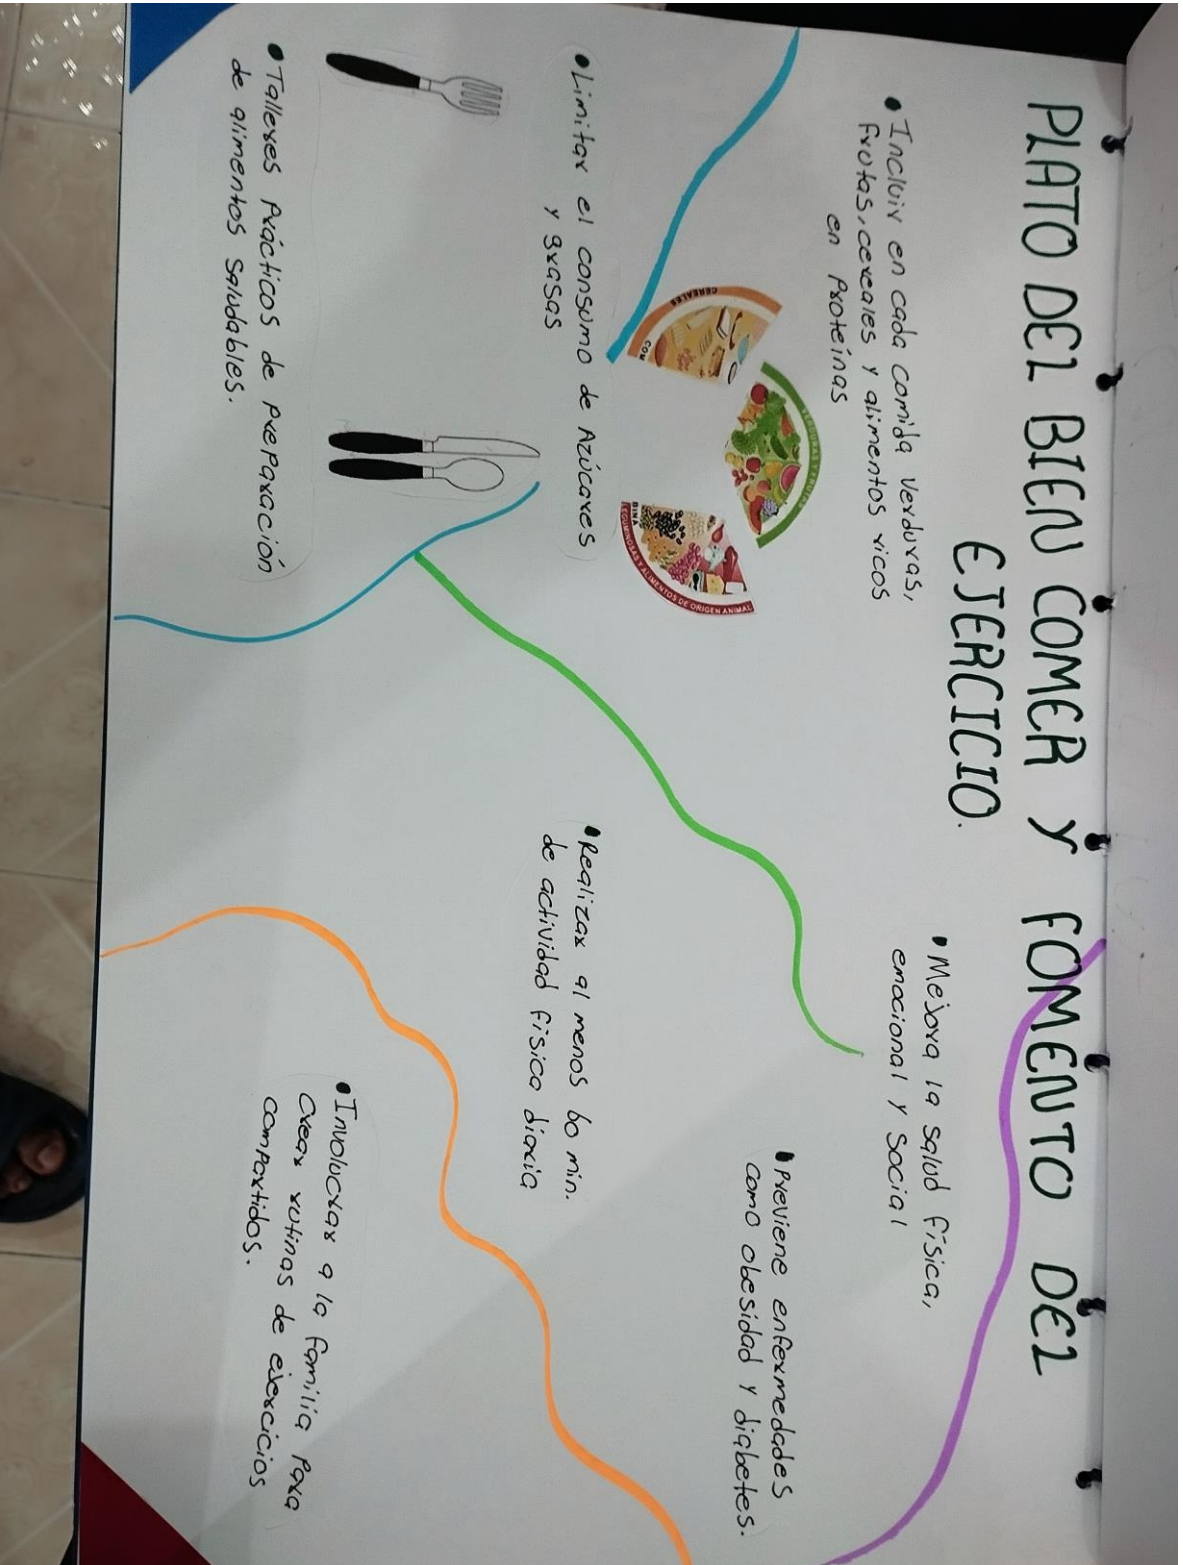 PLATO DEL BIEN COMER Y FOMENTO DEL
EJERCICIO.
• Incluir en cada comida verduras,
frutas, cereales y alimentos ricos
en proteínas
CEREALES
COM
VERDURAS Y FRUTAS
BINA
LEGUMINOSAS Y ALIMENTOS DE ORIGEN ANIMAL
• Limitar el consumo de Azúcares
y grasas
• Talleres prácticos de preparación
de alimentos saludables.
• Mejora la salud física,
emocional y social
• Previene enfermedades
como obesidad y diabetes.
• Realizar al menos 60 min.
de actividad física diaria
• Involucrar a la familia para
crear rutinas de ejercicios
compartidos.